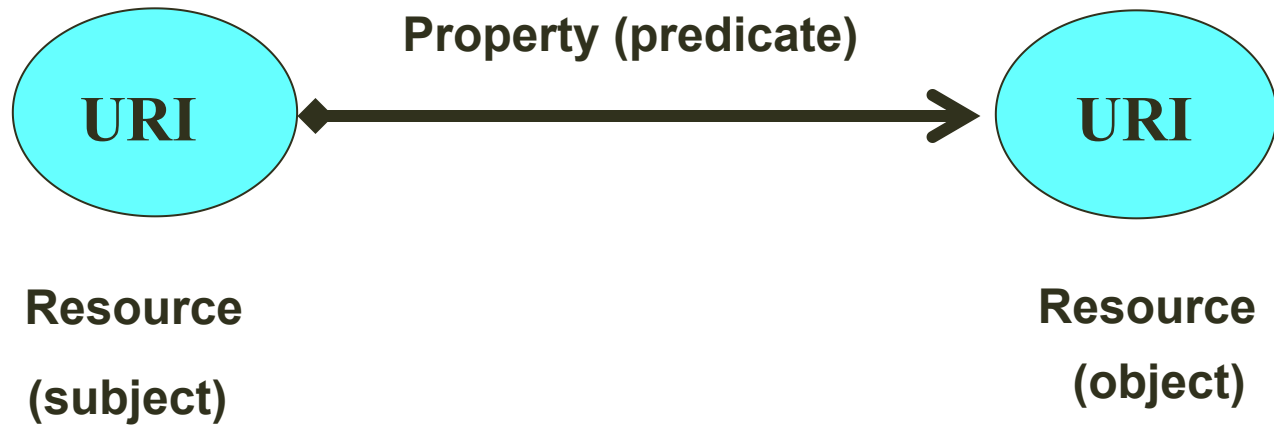 Property (predicate)
URI
URI
Resource
(subject)
Resource
(object)